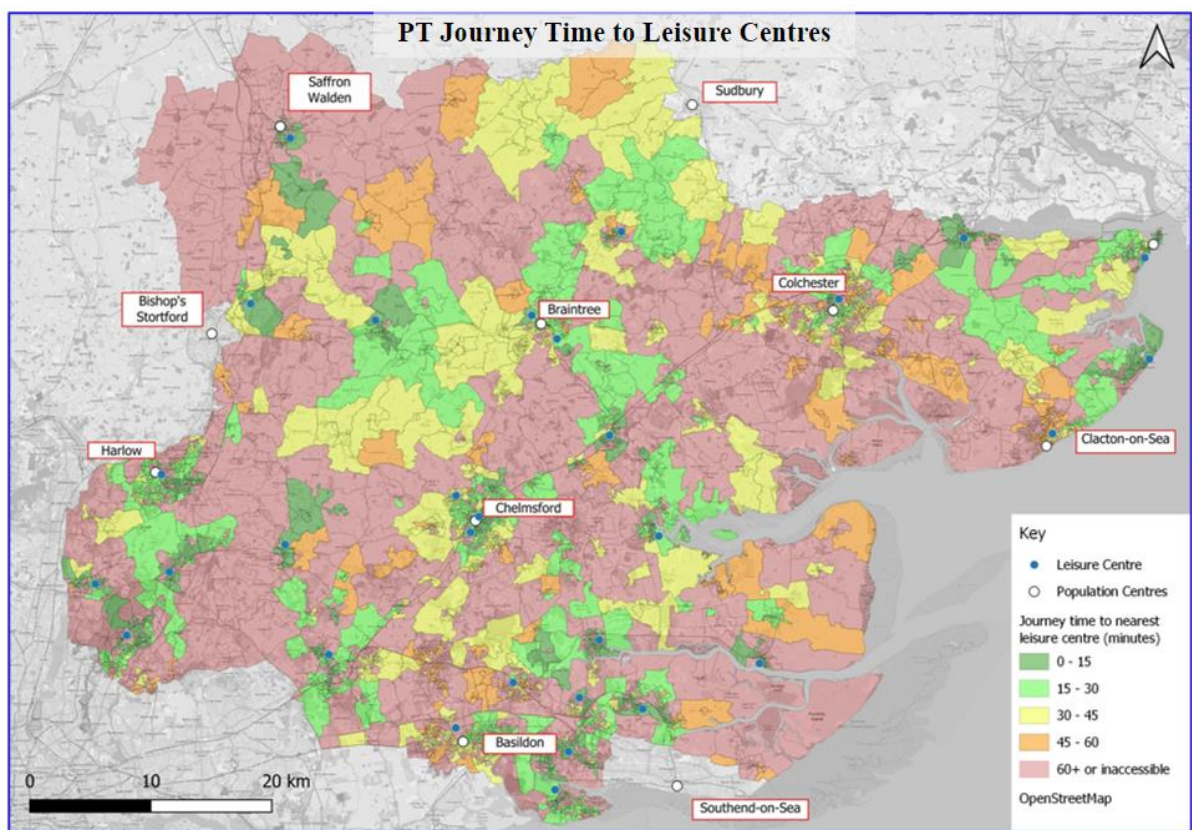 PT Journey Time to Leisure Centres
Saffron
Walden
Sudbury
Colchester
Bishop's
Stortford
Braintree
Harlow
Clacton-on-Sea
Chelmsford
Basildon
Southend-on-Sea
0 10 20 km
Key
Leisure Centre
Population Centres
Journey time to nearest
leisure centre (minutes)
0 - 15
15 - 30
30 - 45
45 - 60
60+ or inaccessible
OpenStreetMap